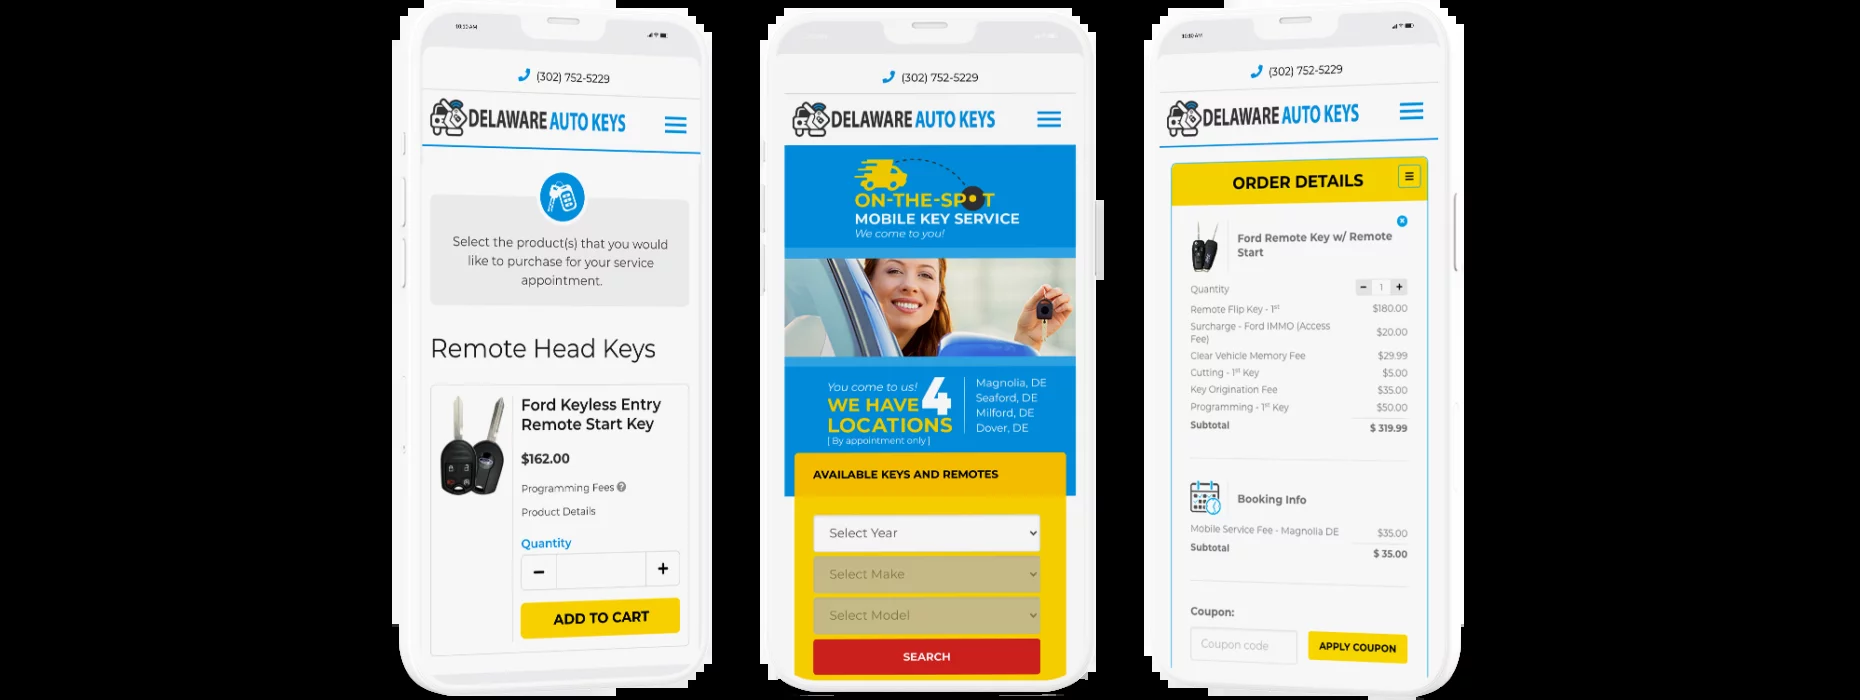 10:50 AM
(302) 752-5229
DELAWARE AUTO KEYS
Select the product(s) that you would
like to purchase for your service
appointment.
Remote Head Keys
Ford Keyless Entry
Remote Start Key
$162.00
Programming Fees ?
Product Details
Quantity
−
+
ADD TO CART
(302) 752-5229
DELAWARE AUTO KEYS
ON-THE-SPOT
MOBILE KEY SERVICE
We come to you!
You come to us!
WE HAVE 4
LOCATIONS
[ By appointment only ]
Magnolia, DE
Seaford, DE
Milford, DE
Dover, DE
AVAILABLE KEYS AND REMOTES
Select Year
Select Make
Select Model
SEARCH
10:50 AM
(302) 752-5229
DELAWARE AUTO KEYS
ORDER DETAILS
Ford Remote Key w/ Remote
Start
Quantity − 1 +
Remote Flip Key - 1st $180.00
Surcharge - Ford IMMO (Access
Fee) $20.00
Clear Vehicle Memory Fee $29.99
Cutting - 1st Key $5.00
Key Origination Fee $35.00
Programming - 1st Key $50.00
Subtotal $ 319.99
Booking Info
Mobile Service Fee - Magnolia DE $35.00
Subtotal $ 35.00
Coupon:
Coupon code
APPLY COUPON